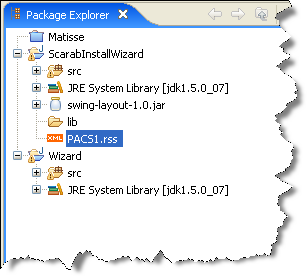 Package Explorer
Matisse
ScarabInstallWizard
src
JRE System Library [jdk1.5.0_07]
swing-layout-1.0.jar
lib
XML PACS1.rss
Wizard
src
JRE System Library [jdk1.5.0_07]